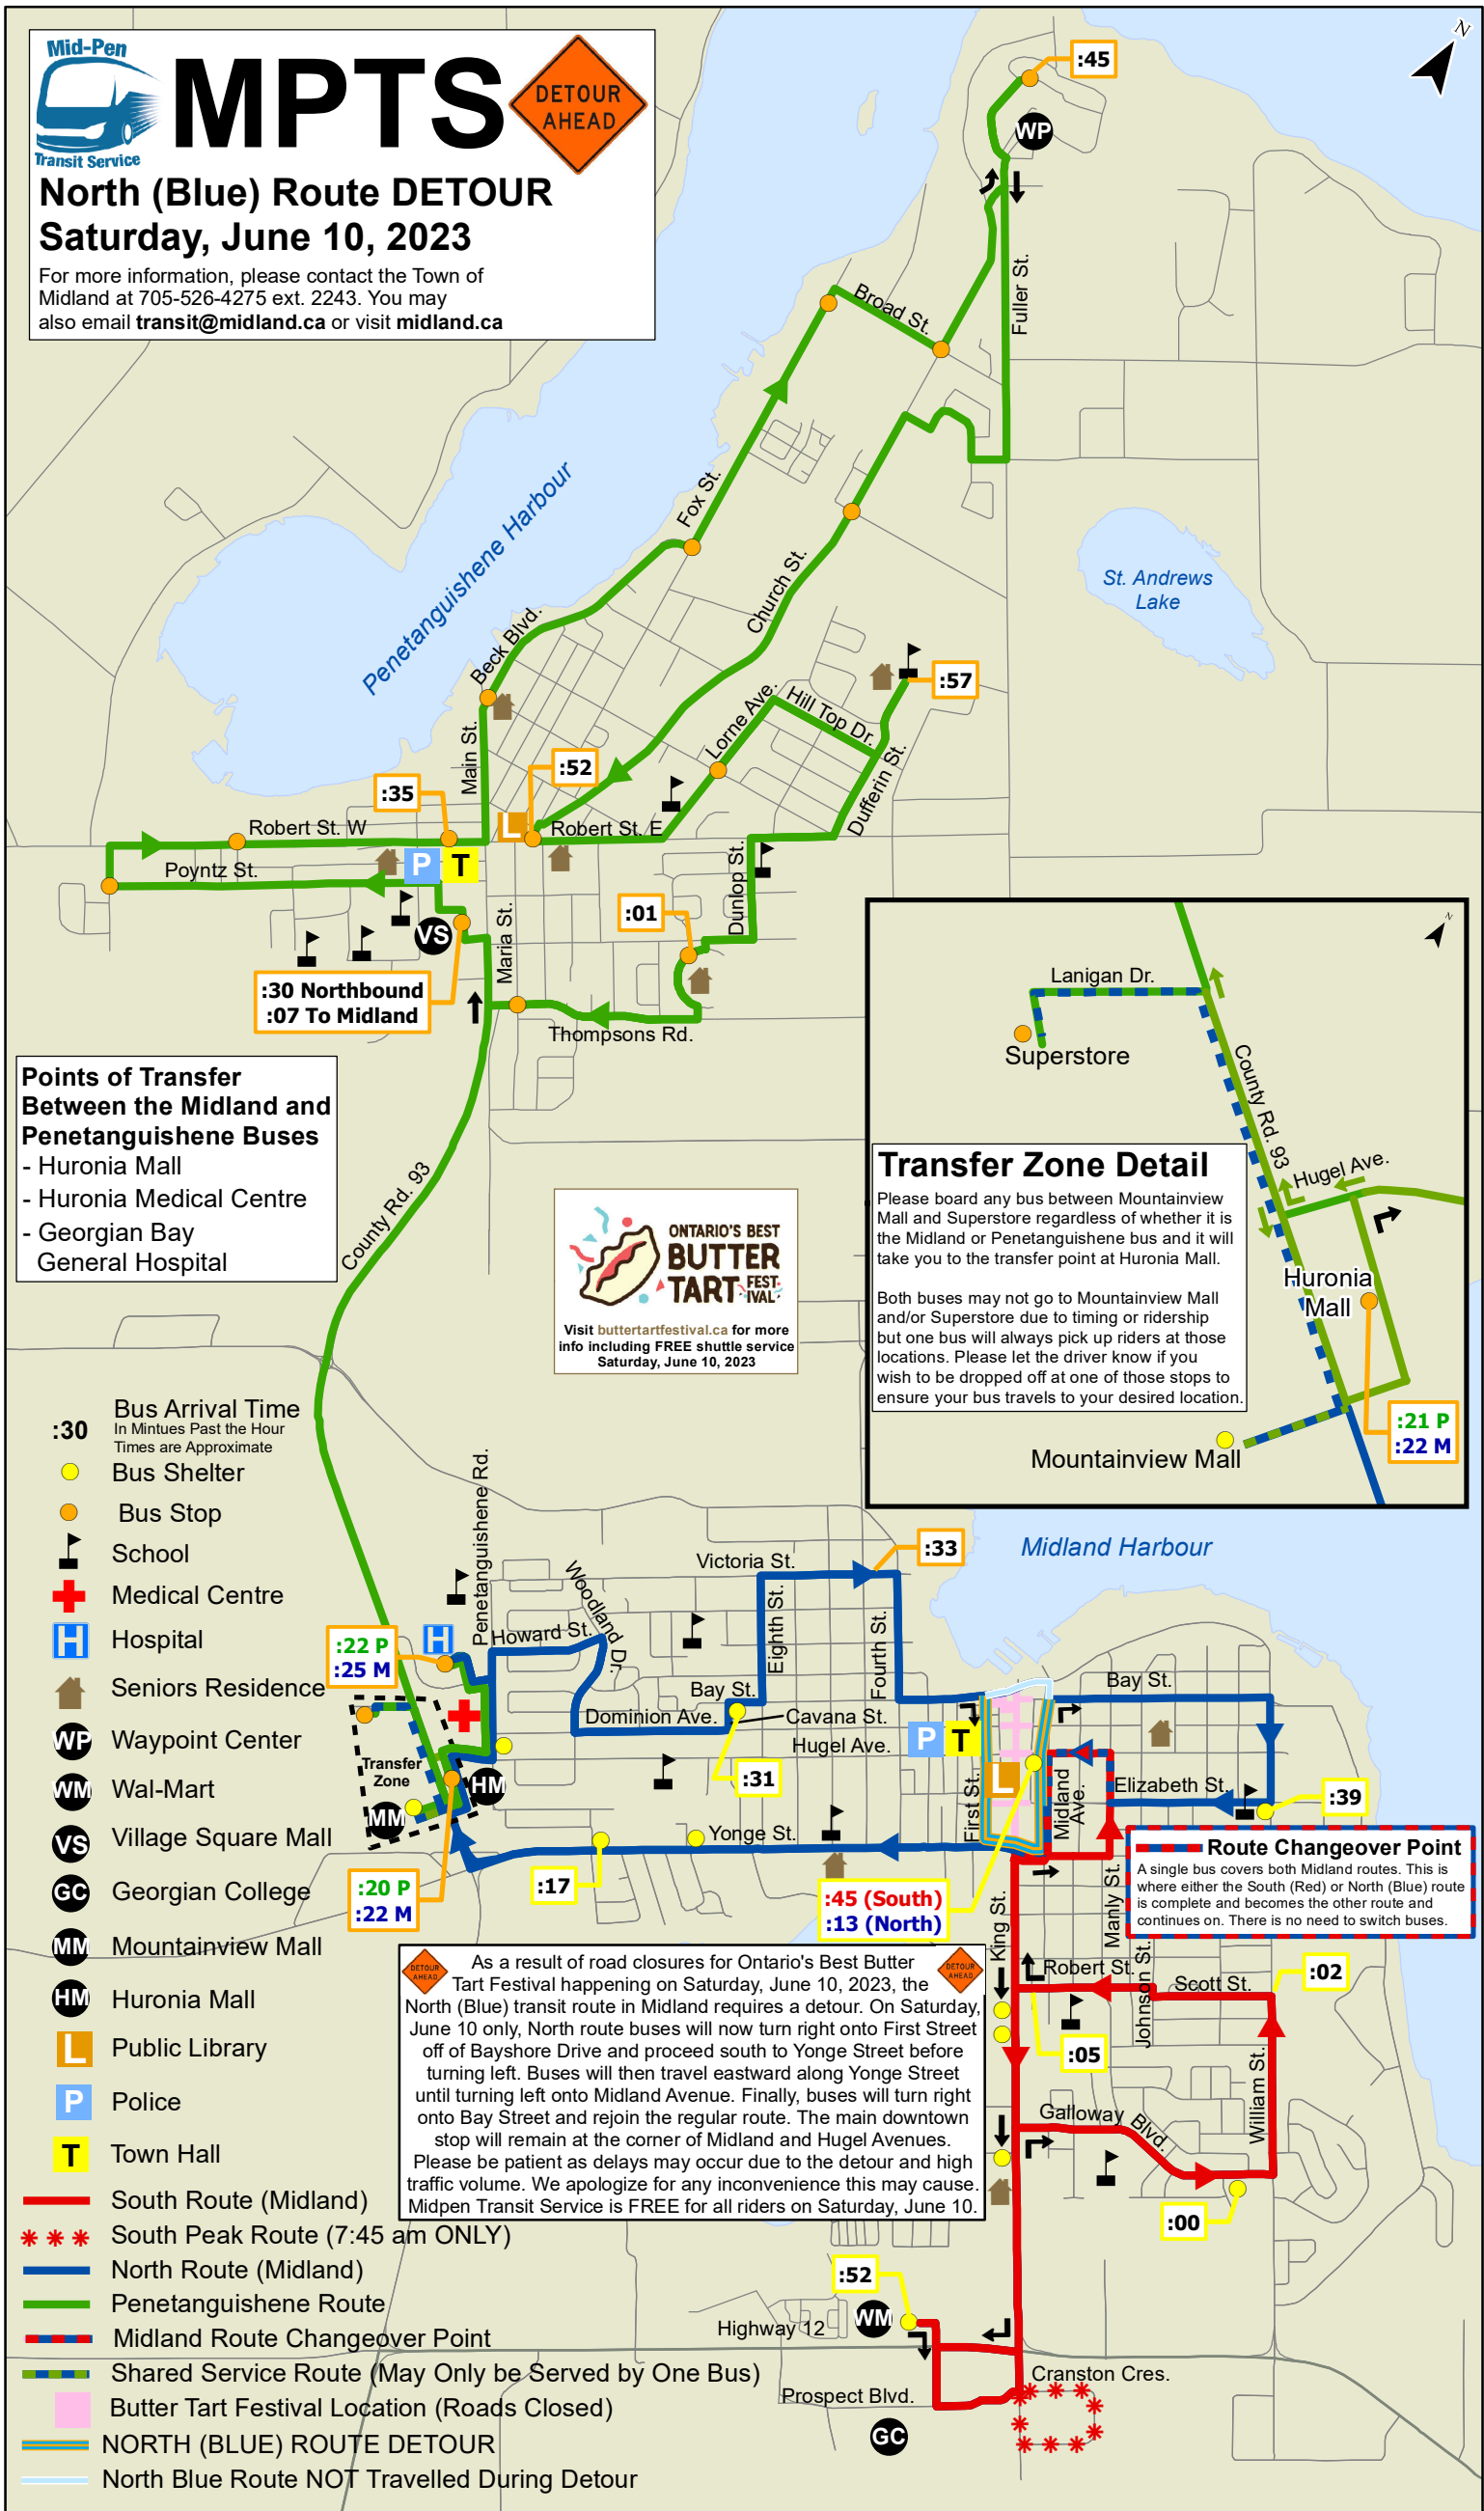 Mid-Pen
Transit Service
MPTS
DETOUR
AHEAD
North (Blue) Route DETOUR
Saturday, June 10, 2023
For more information, please contact the Town of
Midland at 705-526-4275 ext. 2243. You may
also email transit@midland.ca or visit midland.ca
N
:45
WP
Fuller St.
Broad St.
Fox St.
Penetanguishene Harbour
St. Andrews
Lake
Church St.
Beck Blvd.
:57
Lorne Ave.
Hill Top Dr.
Dufferin St.
Main St.
:52
:35
Robert St. W
L
Robert St. E
P
T
Poyntz St.
Dunlop St.
:01
VS
Maria St.
:30 Northbound
:07 To Midland
Thompsons Rd.
Points of Transfer
Between the Midland and
Penetanguishene Buses
- Huronia Mall
- Huronia Medical Centre
- Georgian Bay
General Hospital
County Rd. 93
ONTARIO'S BEST
BUTTER
TART FEST
IVAL
Visit buttertartfestival.ca for more
info including FREE shuttle service
Saturday, June 10, 2023
N
Lanigan Dr.
Superstore
County Rd. 93
Hugel Ave.
Transfer Zone Detail
Please board any bus between Mountainview
Mall and Superstore regardless of whether it is
the Midland or Penetanguishene bus and it will
take you to the transfer point at Huronia Mall.
Both buses may not go to Mountainview Mall
and/or Superstore due to timing or ridership
but one bus will always pick up riders at those
locations. Please let the driver know if you
wish to be dropped off at one of those stops to
ensure your bus travels to your desired location.
Huronia
Mall
:21 P
:22 M
Mountainview Mall
:30
Bus Arrival Time
In Mintues Past the Hour
Times are Approximate
Bus Shelter
Bus Stop
School
Medical Centre
H
Hospital
Seniors Residence
WP
Waypoint Center
WM
Wal-Mart
VS
Village Square Mall
GC
Georgian College
MM
Mountainview Mall
HM
Huronia Mall
L
Public Library
P
Police
T
Town Hall
South Route (Midland)
South Peak Route (7:45 am ONLY)
North Route (Midland)
Penetanguishene Route
Midland Route Changeover Point
Shared Service Route (May Only be Served by One Bus)
Butter Tart Festival Location (Roads Closed)
NORTH (BLUE) ROUTE DETOUR
North Blue Route NOT Travelled During Detour
Midland Harbour
:33
Victoria St.
Penetanguishene Rd.
Woodland Dr.
Howard St.
Eighth St.
Fourth St.
H
:22 P
:25 M
Bay St.
Bay St.
Dominion Ave.
Cavana St.
Hugel Ave.
P
T
Transfer
Zone
HM
MM
:31
L
First St.
Midland
Ave.
Elizabeth St.
:39
Yonge St.
:17
:20 P
:22 M
:45 (South)
:13 (North)
King St.
Manly St.
Route Changeover Point
A single bus covers both Midland routes. This is
where either the South (Red) or North (Blue) route
is complete and becomes the other route and
continues on. There is no need to switch buses.
DETOUR
AHEAD
DETOUR
AHEAD
As a result of road closures for Ontario's Best Butter
Tart Festival happening on Saturday, June 10, 2023, the
North (Blue) transit route in Midland requires a detour. On Saturday,
June 10 only, North route buses will now turn right onto First Street
off of Bayshore Drive and proceed south to Yonge Street before
turning left. Buses will then travel eastward along Yonge Street
until turning left onto Midland Avenue. Finally, buses will turn right
onto Bay Street and rejoin the regular route. The main downtown
stop will remain at the corner of Midland and Hugel Avenues.
Please be patient as delays may occur due to the detour and high
traffic volume. We apologize for any inconvenience this may cause.
Midpen Transit Service is FREE for all riders on Saturday, June 10.
Robert St.
Johnson St.
Scott St.
:02
:05
William St.
Galloway Blvd.
:00
:52
WM
Highway 12
Cranston Cres.
Prospect Blvd.
GC